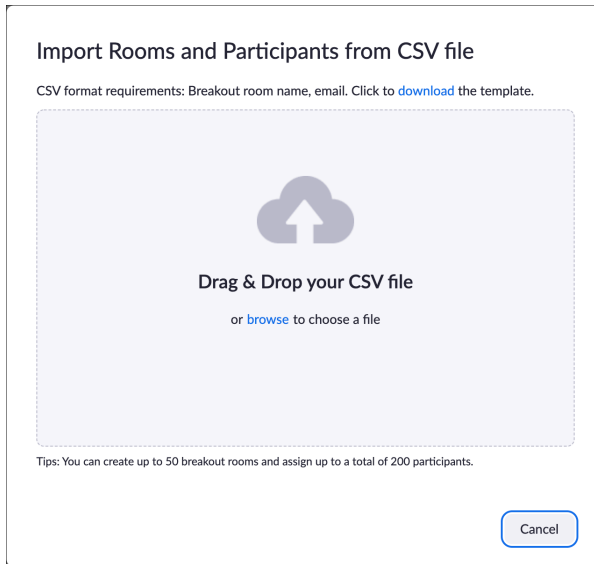 Import Rooms and Participants from CSV file
CSV format requirements: Breakout room name, email. Click to download the template.
Drag & Drop your CSV file
or browse to choose a file
Tips: You can create up to 50 breakout rooms and assign up to a total of 200 participants.
Cancel